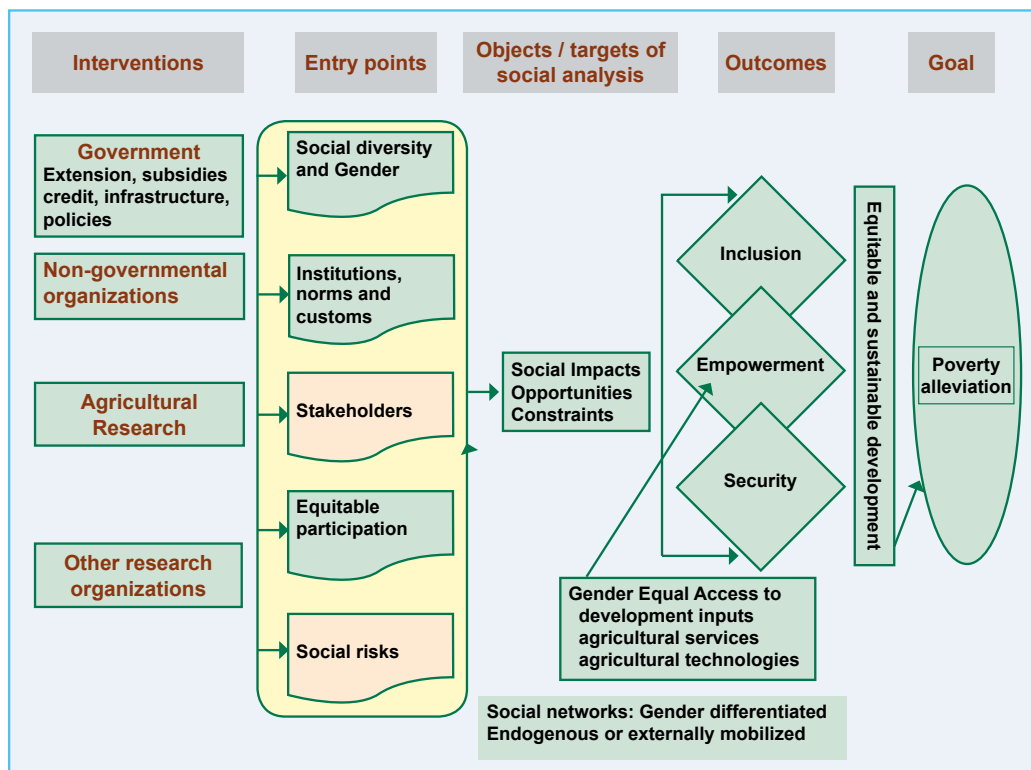 Interventions
Entry points
Objects / targets of
social analysis
Outcomes
Goal
Government
Extension, subsidies
credit, infrastructure,
policies
Non-governmental
organizations
Agricultural
Research
Other research
organizations
Social diversity
and Gender
Institutions,
norms and
customs
Stakeholders
Equitable
participation
Social risks
Social Impacts
Opportunities
Constraints
Inclusion
Empowerment
Security
Gender Equal Access to
development inputs
agricultural services
agricultural technologies
Social networks: Gender differentiated
Endogenous or externally mobilized
Equitable and sustainable development
Poverty
alleviation